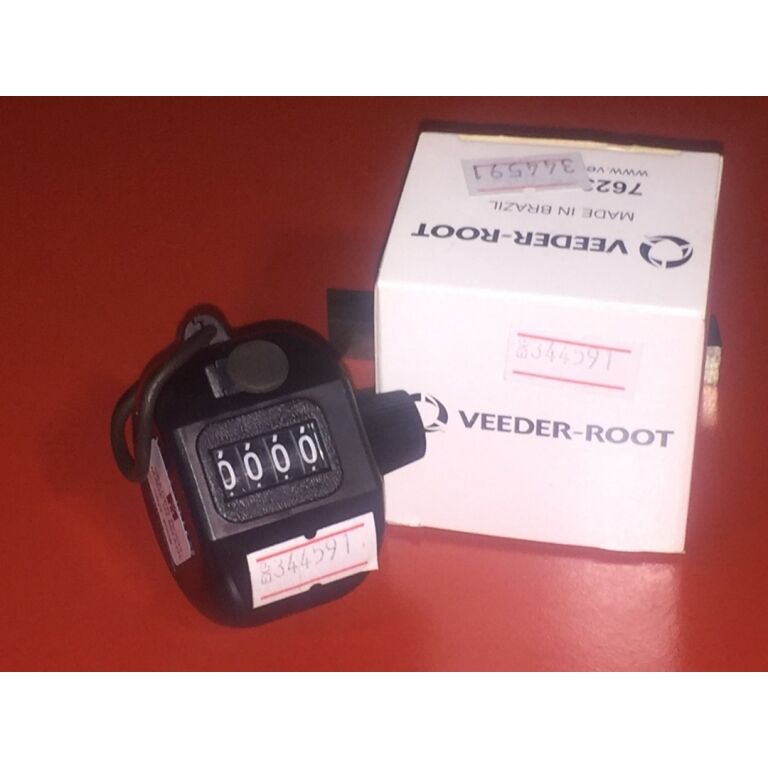 344591
www.ve
762
MADE IN BRAZIL
VEEDER-ROOT
344591
VEEDER-ROOT
0000
344591